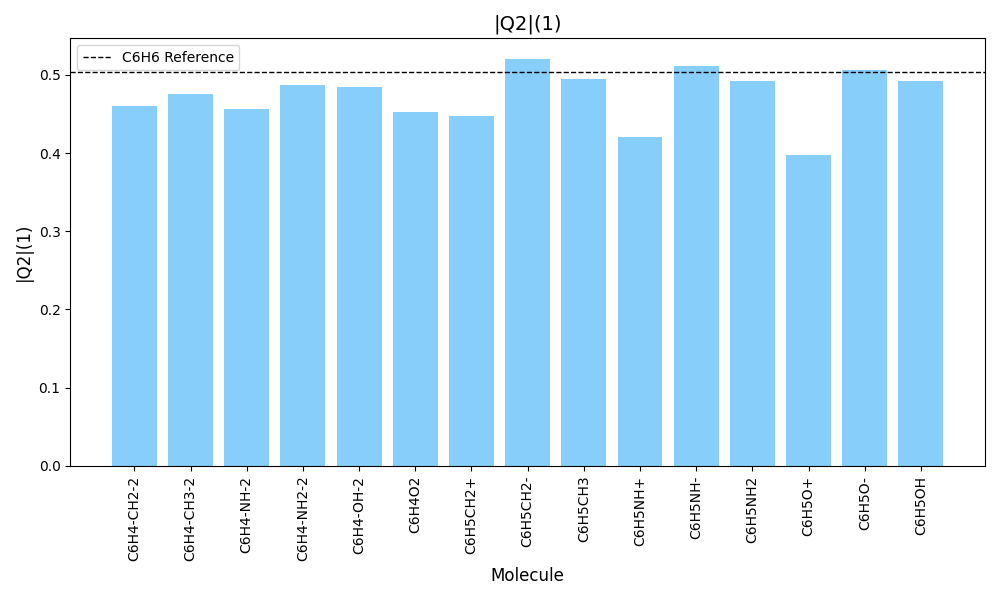 |Q2|(1)
C6H6 Reference
|Q2|(1)
0.5
0.4
0.3
0.2
0.1
0.0
C6H4-CH2-2
C6H4-CH3-2
C6H4-NH-2
C6H4-NH2-2
C6H4-OH-2
C6H4O2
C6H5CH2+
C6H5CH2-
C6H5CH3
C6H5NH+
C6H5NH-
C6H5NH2
C6H5O+
C6H5O-
C6H5OH
Molecule